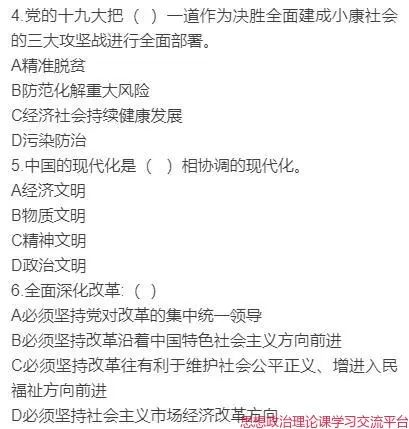 4.党的十九大把（ ）一道作为决胜全面建成小康社会
的三大攻坚战进行全面部署。
A精准脱贫
B防范化解重大风险
C经济社会持续健康发展
D污染防治
5.中国的现代化是（ ）相协调的现代化。
A经济文明
B物质文明
C精神文明
D政治文明
6.全面深化改革:（ ）
A必须坚持党对改革的集中统一领导
B必须坚持改革沿着中国特色社会主义方向前进
C必须坚持改革往有利于维护社会公平正义、增进入民
福祉方向前进
D必须坚持社会主义市场经济改革方向
思想政治理论课学习交流平台